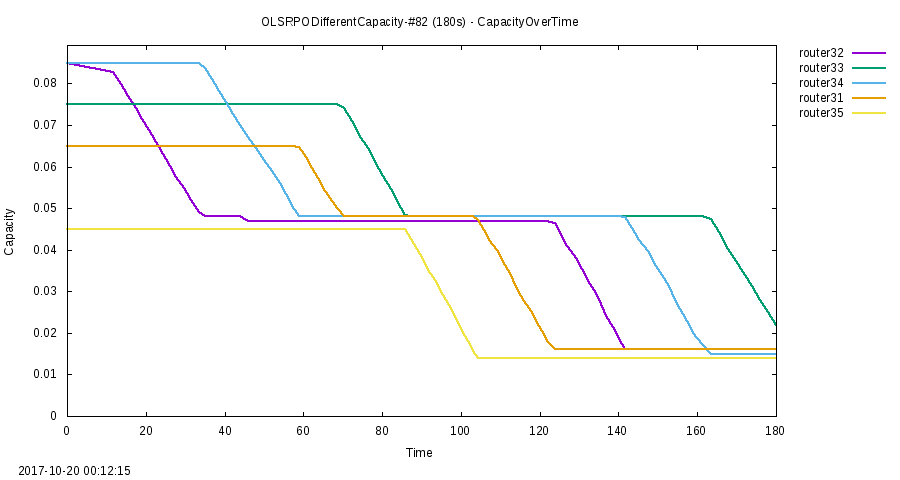 OLSRPODifferentCapacity-#82 (180s) - CapacityOverTime
router32
router33
router34
router31
router35
0.08
0.07
0.06
0.05
0.04
0.03
0.02
0.01
0
Capacity
0 20 40 60 80 100 120 140 160 180
Time
2017-10-20 00:12:15